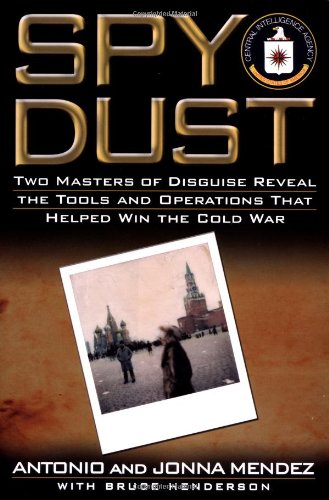 SPY
DUST
CENTRAL INTELLIGENCE AGENCY
TWO MASTERS OF DISGUISE REVEAL
THE TOOLS AND OPERATIONS THAT
HELPED WIN THE COLD WAR
ANTONIO AND JONNA MENDEZ
WITH BRUCE HENDERSON